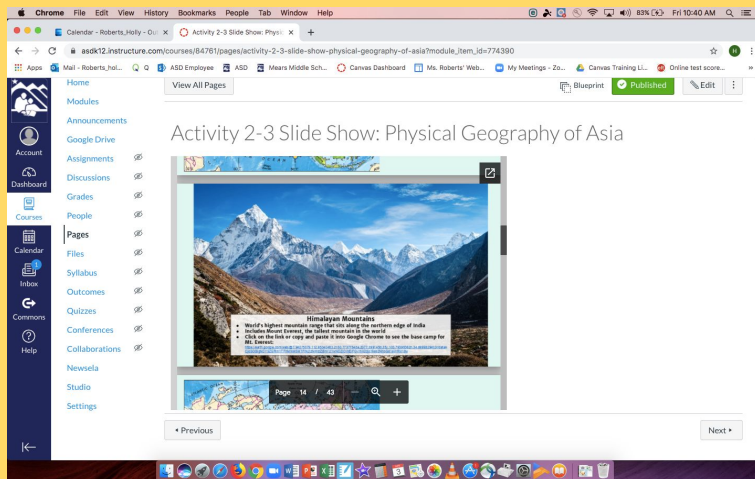 Chrome File Edit View History Bookmarks People Tab Window Help 83% Fri 10:40 AM
Calendar - Roberts_Holly - Out Activity 2-3 Slide Show: Physi
asdk12.instructure.com/courses/84761/pages/activity-2-3-slide-show-physical-geography-of-asia?module_item_id=774390 H
Apps Mail - Roberts_hol... Q ASD Employee ASD Mears Middle Sch... Canvas Dashboard Ms. Roberts' Web... My Meetings - Zo... Canvas Training Li... Online test score... »
Home
Modules
Announcements
Google Drive
Assignments
Discussions
Grades
People
Pages
Files
Syllabus
Outcomes
Quizzes
Conferences
Collaborations
Newsela
Studio
Settings
Account
Dashboard
Courses
Calendar
1
Inbox
Commons
Help
View All Pages Blueprint Published Edit
Activity 2-3 Slide Show: Physical Geography of Asia
Himalayan Mountains
• World's highest mountain range that sits along the northern edge of India
• Includes Mount Everest, the tallest mountain in the world
• Click on the link or copy and paste it into Google Chrome to see the base camp for
Mt. Everest:
Page 14 / 43 — +
Previous Next